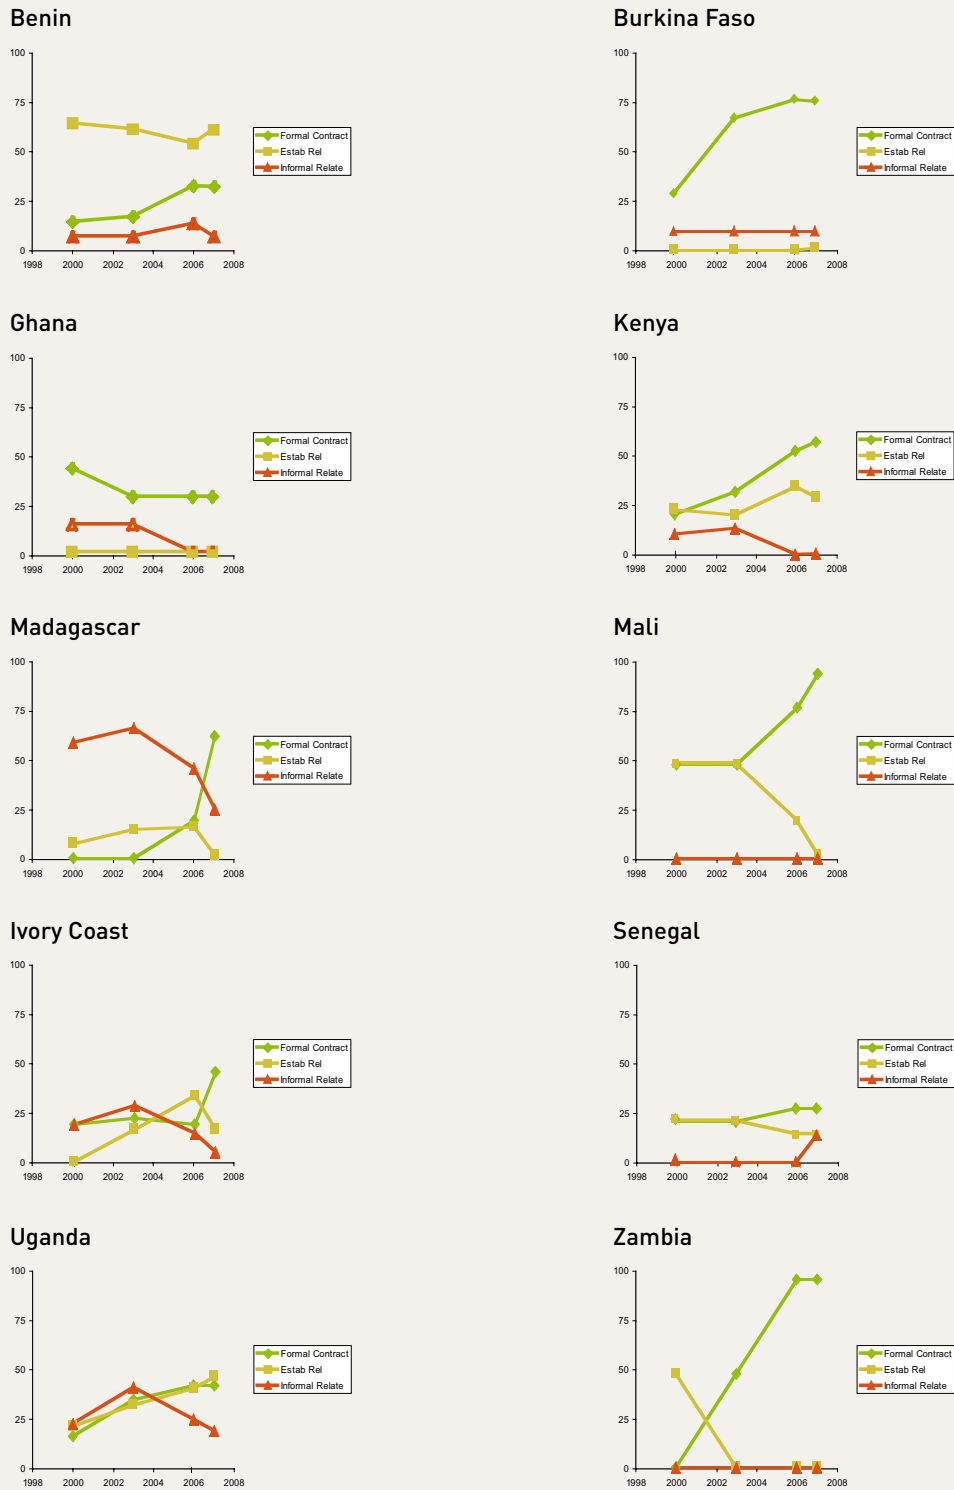 Benin
100
75
50
25
0
1998 2000 2002 2004 2006 2008
Formal Contract
Estab Rel
Informal Relate
Burkina Faso
100
75
50
25
0
1998 2000 2002 2004 2006 2008
Formal Contract
Estab Rel
Informal Relate
Ghana
100
75
50
25
0
1998 2000 2002 2004 2006 2008
Formal Contract
Estab Rel
Informal Relate
Kenya
100
75
50
25
0
1998 2000 2002 2004 2006 2008
Formal Contract
Estab Rel
Informal Relate
Madagascar
100
75
50
25
0
1998 2000 2002 2004 2006 2008
Formal Contract
Estab Rel
Informal Relate
Mali
100
75
50
25
0
1998 2000 2002 2004 2006 2008
Formal Contract
Estab Rel
Informal Relate
Ivory Coast
100
75
50
25
0
1998 2000 2002 2004 2006 2008
Formal Contract
Estab Rel
Informal Relate
Senegal
100
75
50
25
0
1998 2000 2002 2004 2006 2008
Formal Contract
Estab Rel
Informal Relate
Uganda
100
75
50
25
0
1998 2000 2002 2004 2006 2008
Formal Contract
Estab Rel
Informal Relate
Zambia
100
75
50
25
0
1998 2000 2002 2004 2006 2008
Formal Contract
Estab Rel
Informal Relate